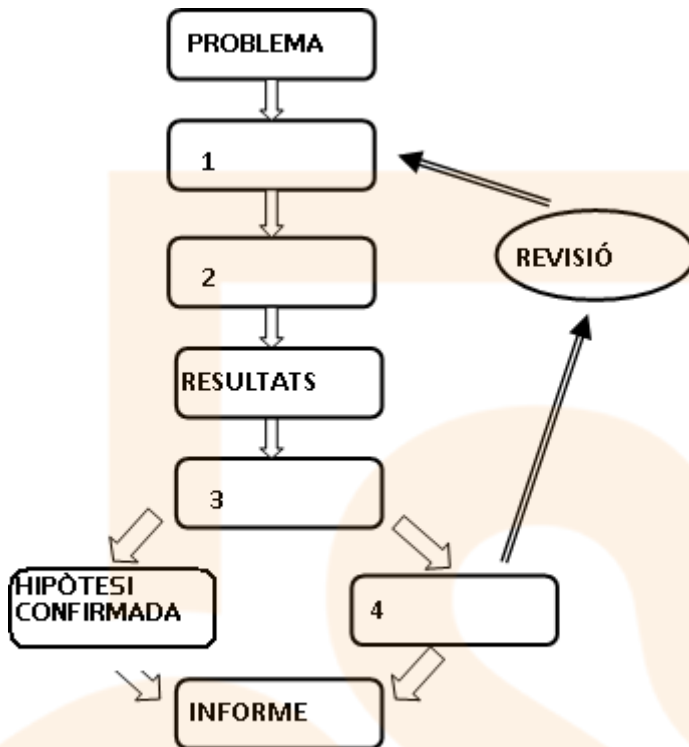 PROBLEMA
1
2
REVISIÓ
RESULTATS
3
HIPÒTESI
CONFIRMADA
4
INFORME